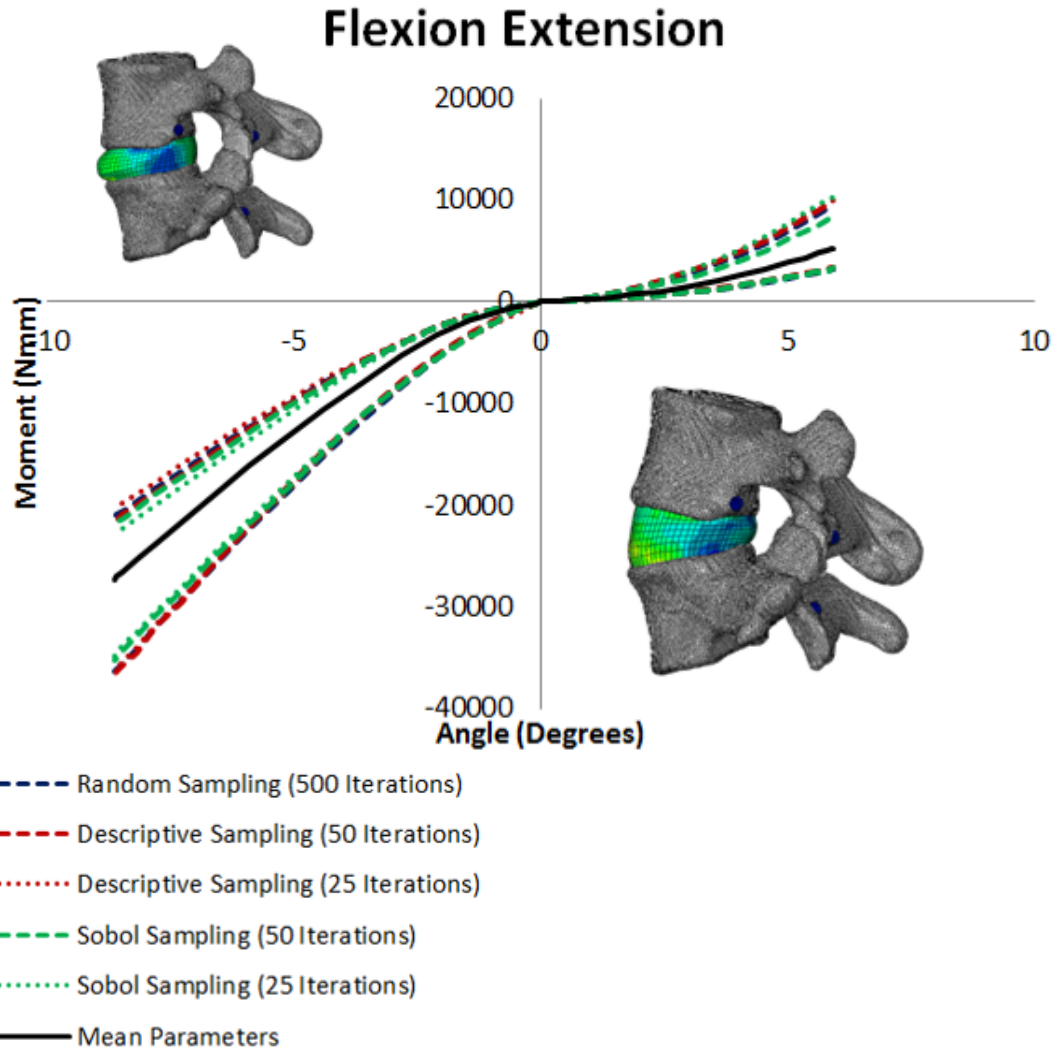 Flexion Extension
20000
10000
0
-10 -5 0 5 10
Moment (Nmm)
-10000
-20000
-30000
-40000
Angle (Degrees)
Random Sampling (500 Iterations)
Descriptive Sampling (50 Iterations)
Descriptive Sampling (25 Iterations)
Sobol Sampling (50 Iterations)
Sobol Sampling (25 Iterations)
Mean Parameters